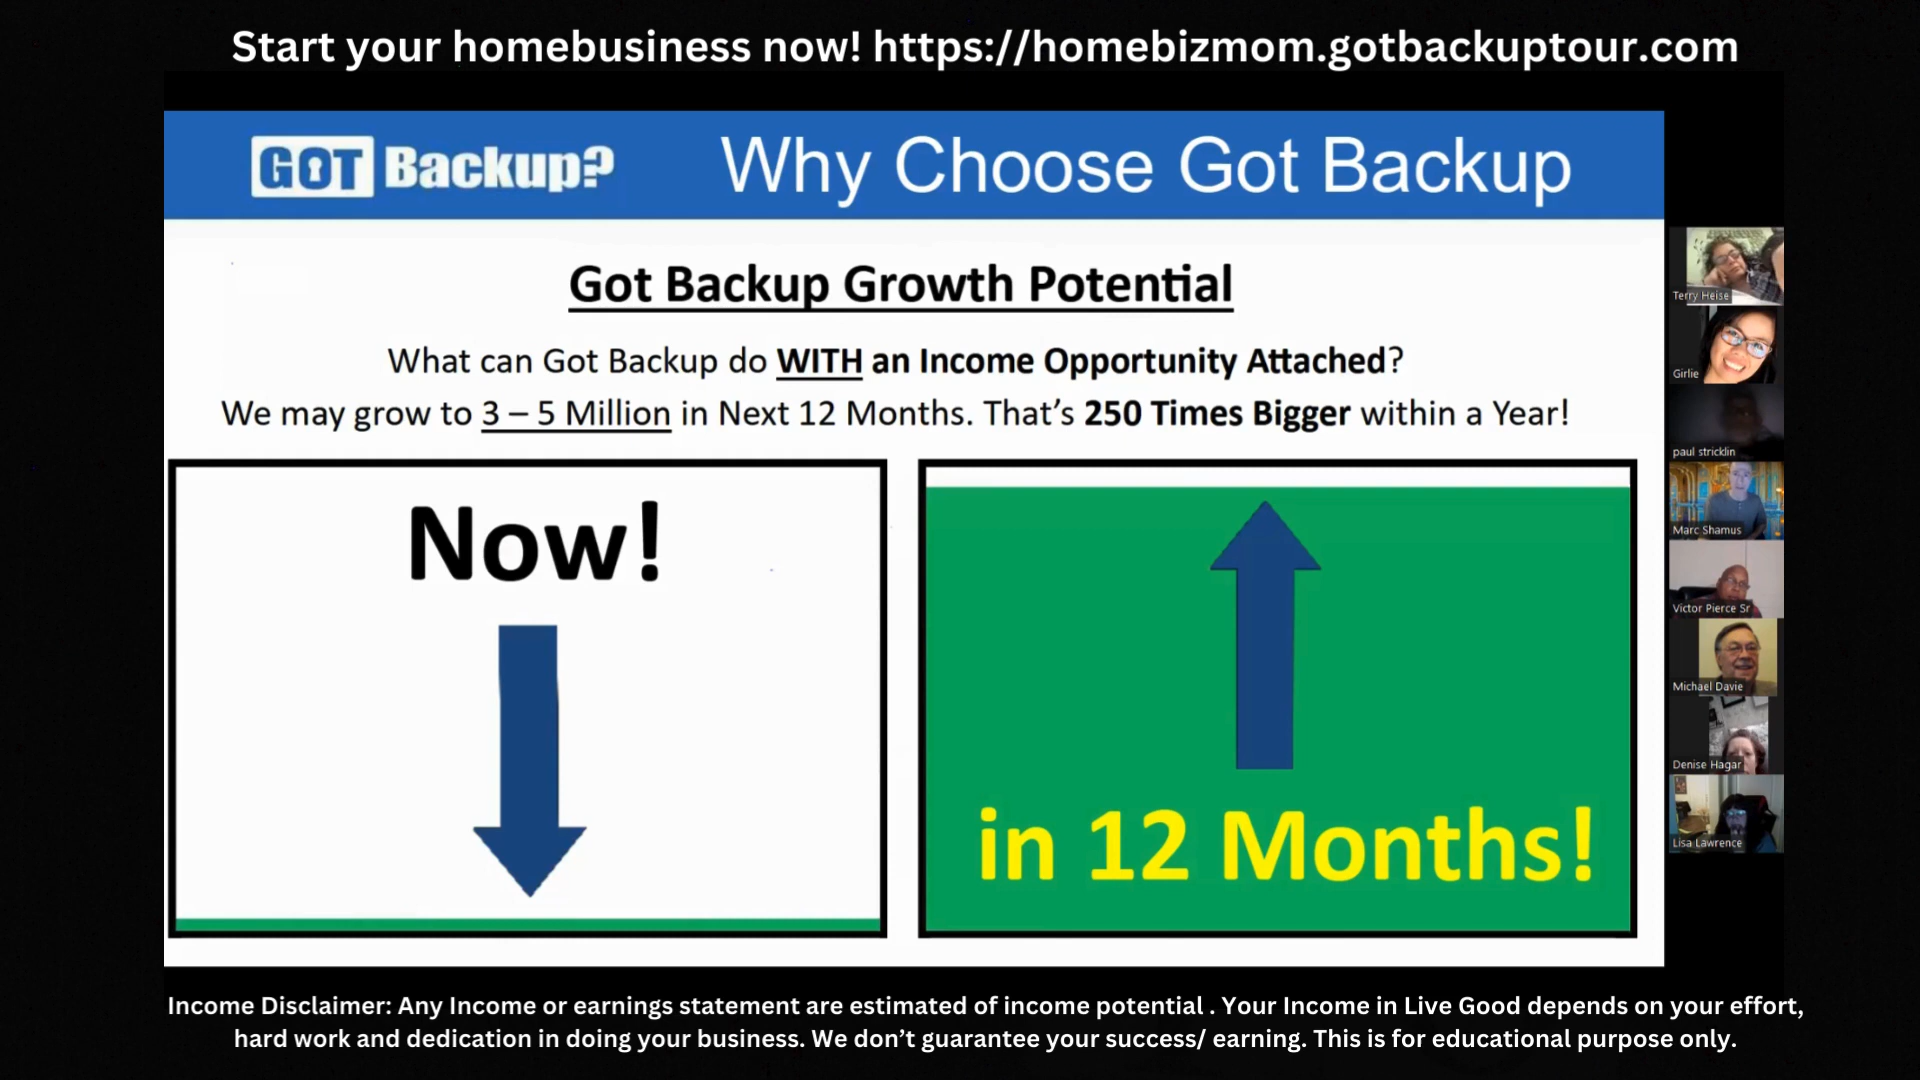 Start your homebusiness now! https://homebizmom.gotbackuptour.com
GOT Backup?
Why Choose Got Backup
Got Backup Growth Potential
What can Got Backup do WITH an Income Opportunity Attached?
We may grow to 3 – 5 Million in Next 12 Months. That's 250 Times Bigger within a Year!
Now!
in 12 Months!
Terry Heise
Girlie
paul stricklin
Marc Shamus
Victor Pierce Sr
Michael Davie
Denise Hagar
Lisa Lawrence
Income Disclaimer: Any Income or earnings statement are estimated of income potential . Your Income in Live Good depends on your effort,
hard work and dedication in doing your business. We don't guarantee your success/ earning. This is for educational purpose only.